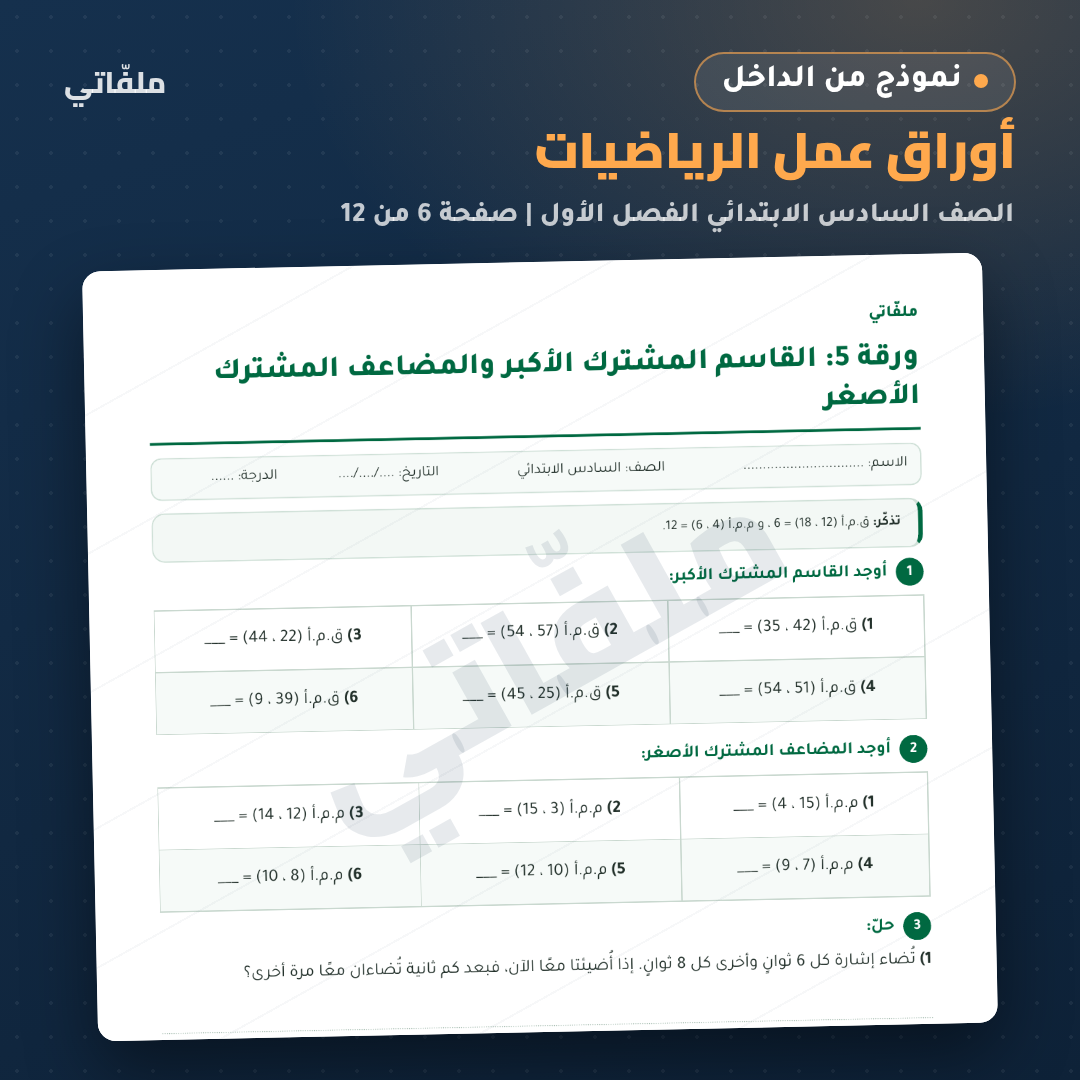 نموذج من الداخل
ملفّاتي
أوراق عمل الرياضيات
الصف السادس الابتدائي الفصل الأول | صفحة 6 من 12
ملفّاتي
ورقة 5: القاسم المشترك الأكبر والمضاعف المشترك
الأصغر
الاسم: ............................. الصف: السادس الابتدائي التاريخ: ..../..../.... الدرجة: ......
تذكّر: ق.م.أ (12 ، 18) = 6 ، و م.م.أ (4 ، 6) = 12.
1 أوجد القاسم المشترك الأكبر:
1) ق.م.أ (42 ، 35) = ___ 2) ق.م.أ (57 ، 54) = ___ 3) ق.م.أ (22 ، 44) = ___
4) ق.م.أ (51 ، 54) = ___ 5) ق.م.أ (25 ، 45) = ___ 6) ق.م.أ (39 ، 9) = ___
2 أوجد المضاعف المشترك الأصغر:
1) م.م.أ (15 ، 4) = ___ 2) م.م.أ (3 ، 15) = ___ 3) م.م.أ (12 ، 14) = ___
4) م.م.أ (7 ، 9) = ___ 5) م.م.أ (10 ، 12) = ___ 6) م.م.أ (8 ، 10) = ___
3 حلّ:
1) تُضاء إشارة كل 6 ثوانٍ وأخرى كل 8 ثوانٍ. إذا أُضيئتا معًا الآن، فبعد كم ثانية تُضاءان معًا مرة أخرى؟
ملفّاتي